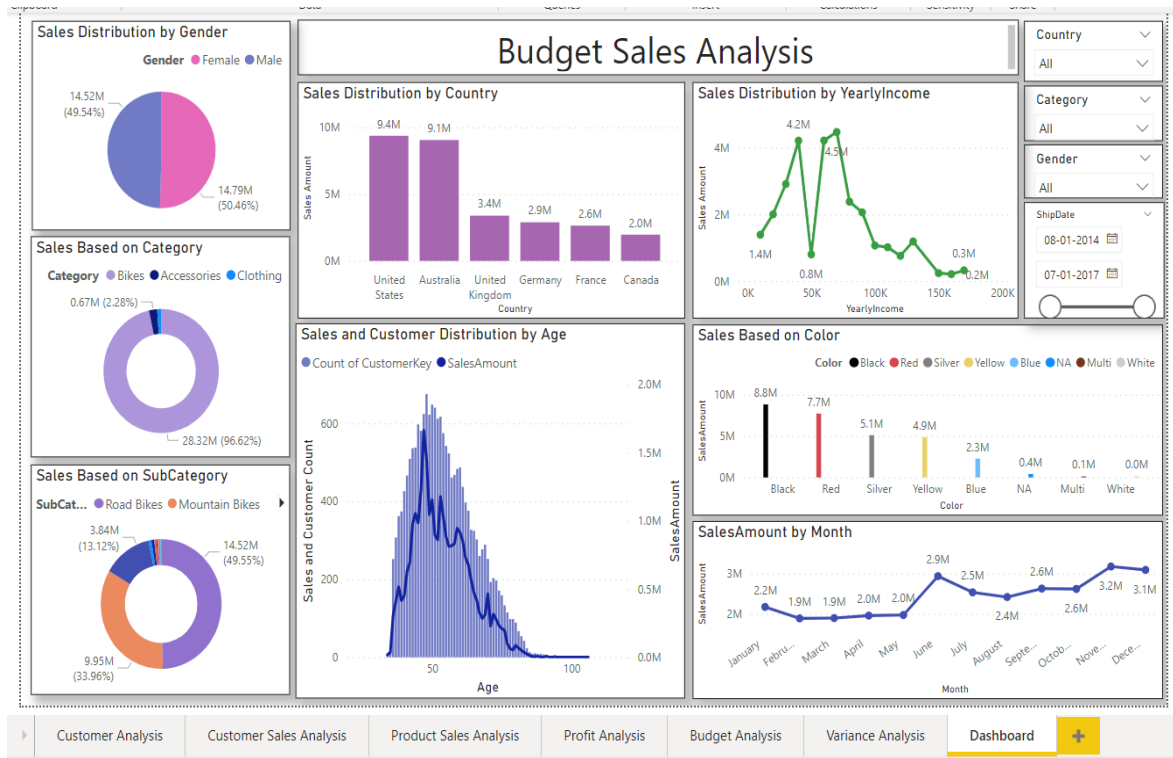 Clipboard
Data
Queries
Insert
Calculations
Sensitivity
Share
Sales Distribution by Gender
Gender Female Male
14.52M
(49.54%)
14.79M
(50.46%)
Budget Sales Analysis
Country
All
Category
All
Gender
All
ShipDate
08-01-2014
07-01-2017
Sales Distribution by Country
Sales Amount
10M
5M
0M
9.4M
9.1M
3.4M
2.9M
2.6M
2.0M
United States
Australia
United Kingdom
Germany
France
Canada
Country
Sales Distribution by YearlyIncome
Sales Amount
4M
2M
0M
4.2M
4.5M
1.4M
0.8M
0.3M
0.2M
0K
50K
100K
150K
200K
YearlyIncome
Sales Based on Category
Category Bikes Accessories Clothing
0.67M (2.28%)
28.32M (96.62%)
Sales and Customer Distribution by Age
Count of CustomerKey SalesAmount
Sales and Customer Count
600
400
200
0
2.0M
1.5M
1.0M
0.5M
0.0M
SalesAmount
50
100
Age
Sales Based on Color
Color Black Red Silver Yellow Blue NA Multi White
SalesAmount
10M
5M
0M
8.8M
7.7M
5.1M
4.9M
2.3M
0.4M
0.1M
0.0M
Black
Red
Silver
Yellow
Blue
NA
Multi
White
Color
Sales Based on SubCategory
SubCat... Road Bikes Mountain Bikes
3.84M
(13.12%)
14.52M
(49.55%)
9.95M
(33.96%)
SalesAmount by Month
SalesAmount
3M
2M
2.2M
1.9M
1.9M
2.0M
2.0M
2.9M
2.5M
2.4M
2.6M
2.6M
3.2M
3.1M
January
Febru...
March
April
May
June
July
August
Septe...
Octob...
Nove...
Dece...
Month
Customer Analysis
Customer Sales Analysis
Product Sales Analysis
Profit Analysis
Budget Analysis
Variance Analysis
Dashboard
+